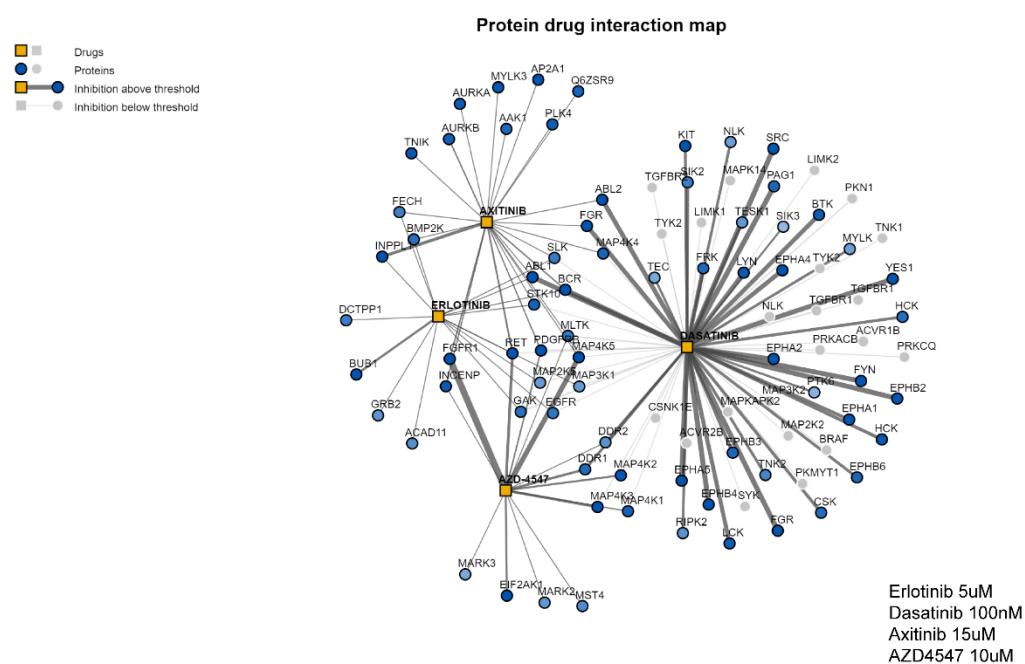 Protein drug interaction map
Drugs
Proteins
Inhibition above threshold
Inhibition below threshold
AP2A1
MYLK3
Q6ZSR9
AURKA
PLK4
AAK1
AURKB
TNIK
KIT
NLK
SRC
LIMK2
SIK2
MAPK14
TGFBR2
PAG1
PKN1
ABL2
FECH
AXITINIB
FGR
LIMK1
TESK1
SIK3
BTK
TNK1
TYK2
BMP2K
INPPL1
MAP4K4
SLK
MYLK
ABL1
BCR
TEC
FRK
LYN
EPHA4
TYK2
YES1
STK10
TGFBR1
TGFBR1
ERLOTINIB
NLK
HCK
DCTPP1
MLTK
DASATINIB
ACVR1B
FGFR1
RET
PDGFRB
MAP4K5
EPHA2
PRKACB
PRKCQ
BUB1
INCENP
MAP2K5
MAP3K1
MAP3K2
PTK6
FYN
EPHB2
GRB2
GAK
EGFR
CSNK1E
MAPKAPK2
EPHA1
ACAD11
DDR2
ACVR2B
EPHB3
MAP2K2
BRAF
HCK
DDR1
MAP4K2
EPHA5
TNK2
PKMYT1
EPHB6
AZD-4547
MAP4K3
MAP4K1
EPHB4
SYK
CSK
RIPK2
LCK
FGR
MARK3
EIF2AK1
MARK2
MST4
Erlotinib 5uM
Dasatinib 100nM
Axitinib 15uM
AZD4547 10uM